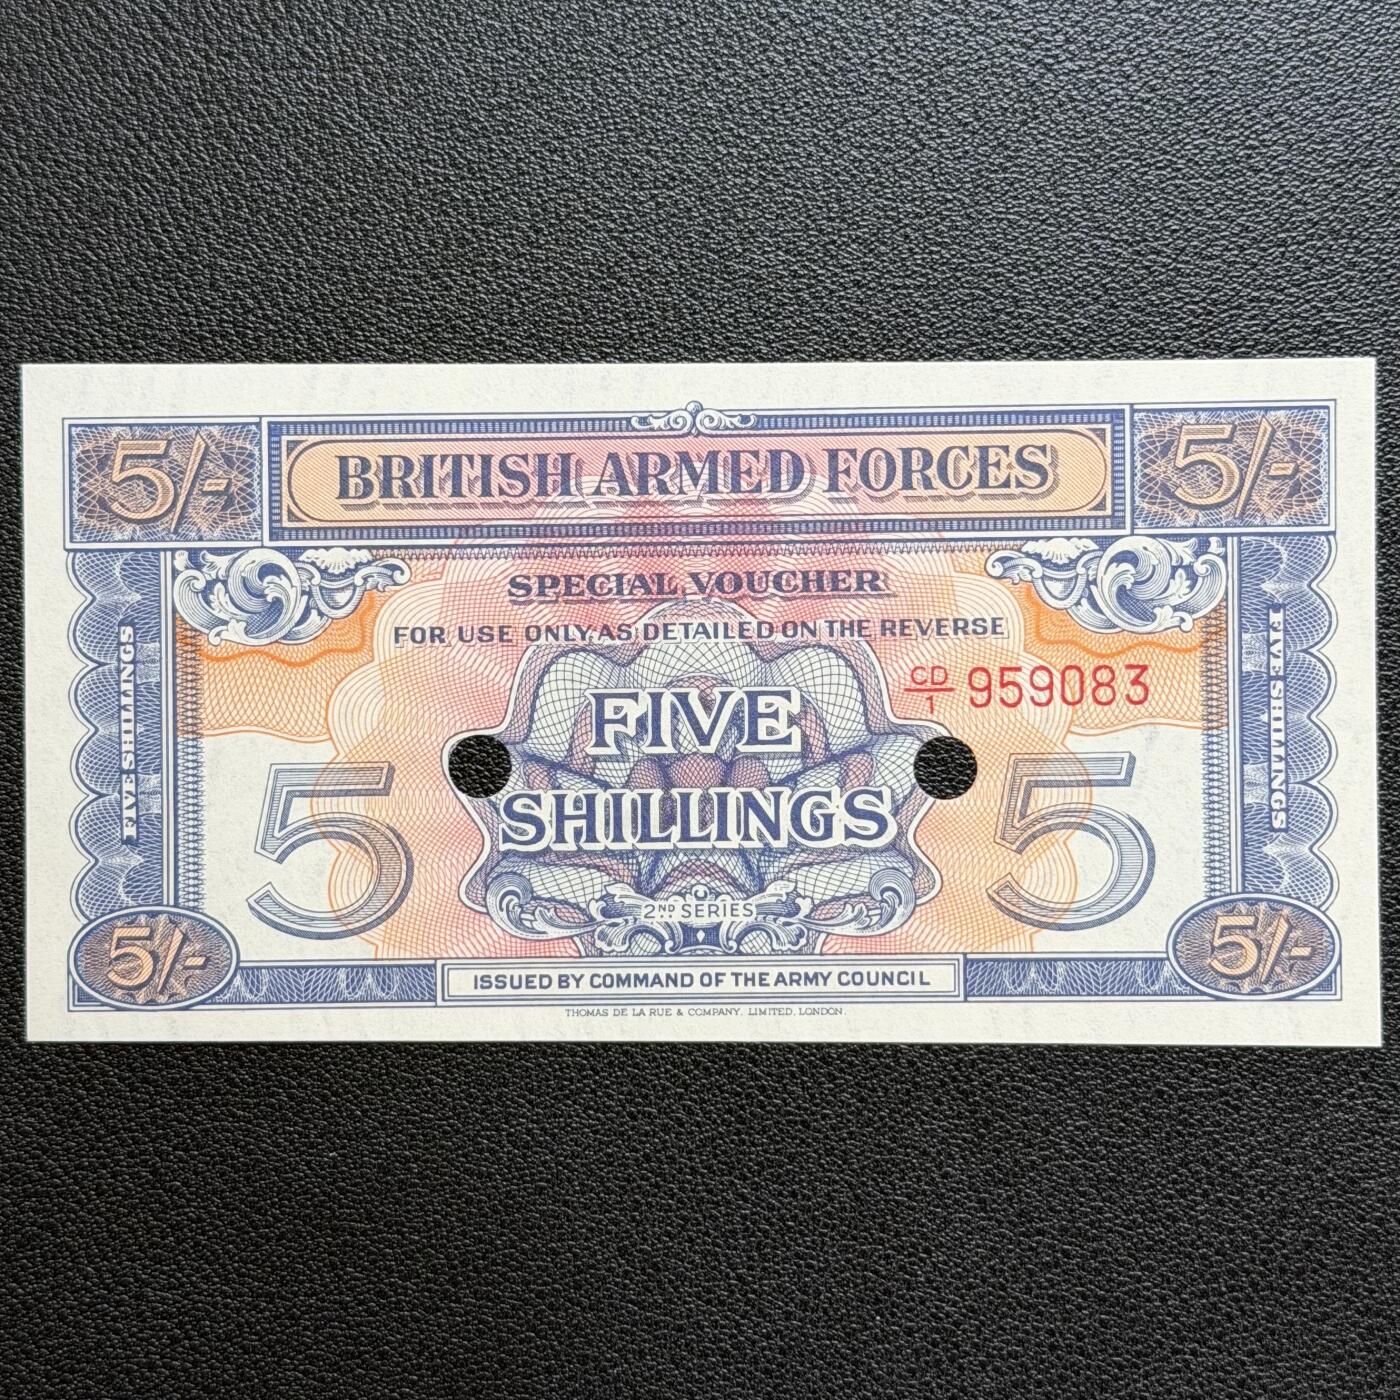 5/- BRITISH ARMED FORCES 5/-
SPECIAL VOUCHER
FOR USE ONLY, AS DETAILED ON THE REVERSE
CD/1 959083
FIVE SHILLINGS
FIVE SHILLINGS
5 FIVE 5
SHILLINGS
2ND SERIES
5/- 5/-
ISSUED BY COMMAND OF THE ARMY COUNCIL
THOMAS DE LA RUE & COMPANY, LIMITED, LONDON.